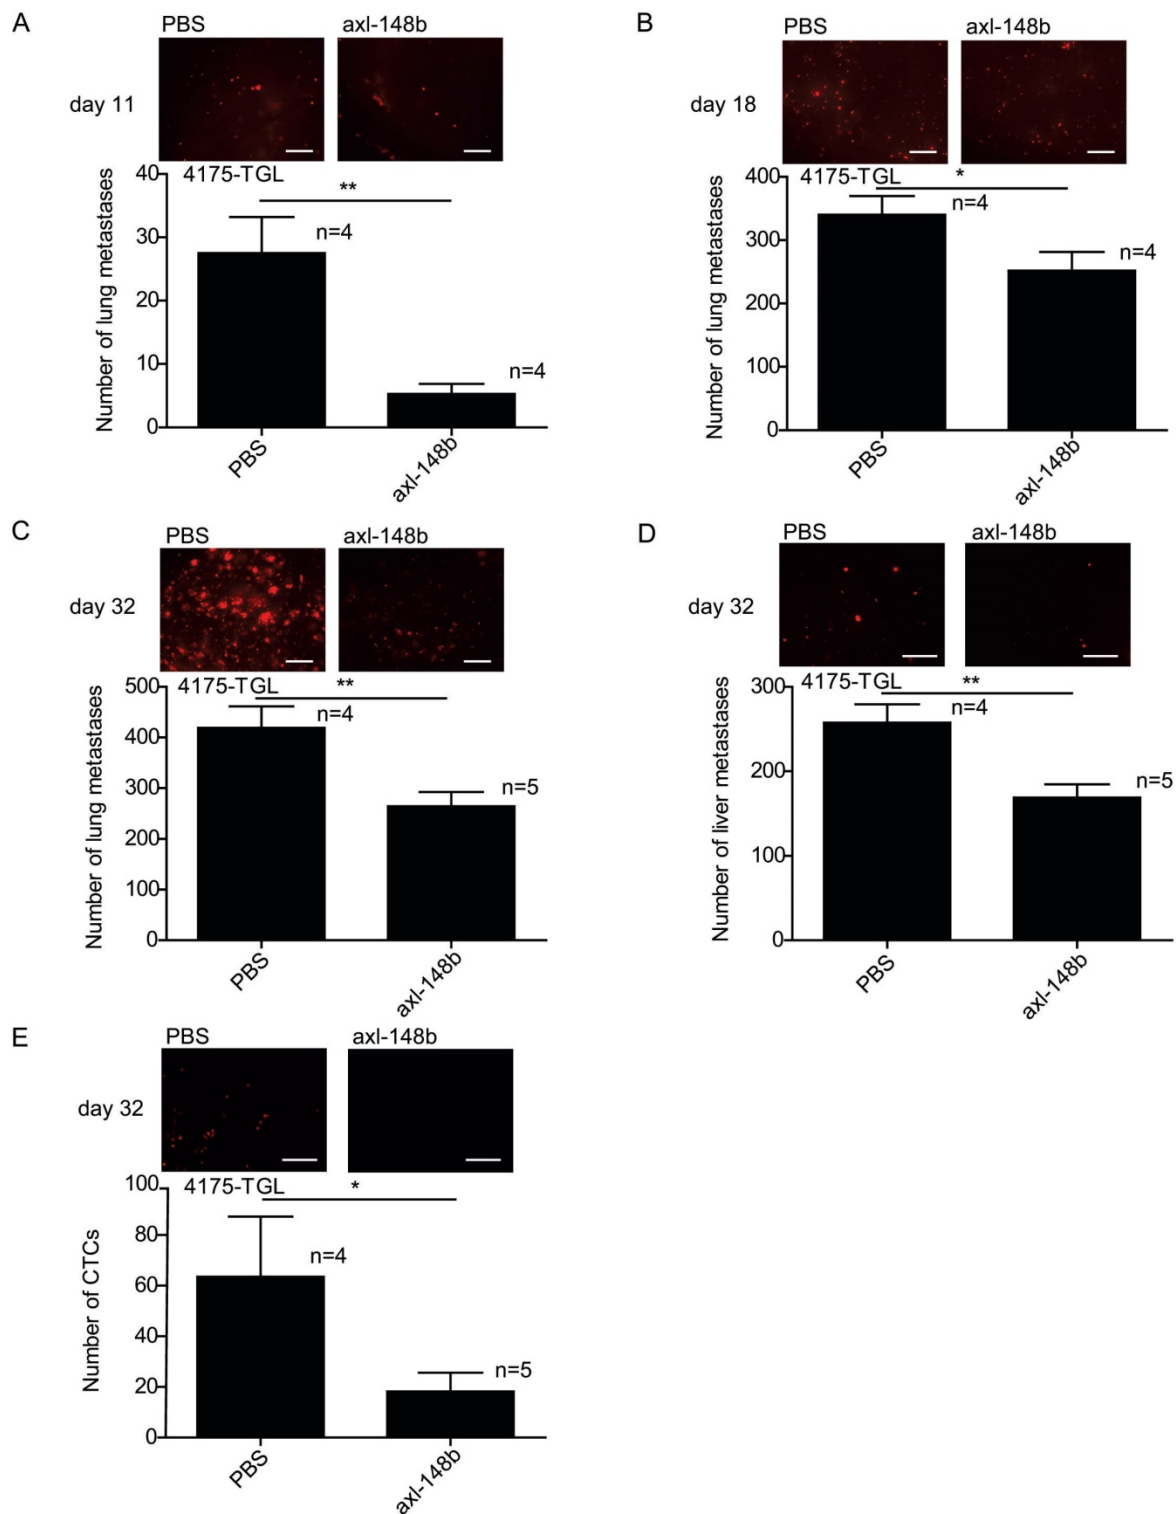 A
PBS
axl-148b
day 11
4175-TGL
**
n=4
n=4
40
30
20
10
0
Number of lung metastases
PBS
axl-148b
B
PBS
axl-148b
day 18
4175-TGL
*
n=4
n=4
400
300
200
100
0
Number of lung metastases
PBS
axl-148b
C
PBS
axl-148b
day 32
4175-TGL
**
n=4
n=5
500
400
300
200
100
0
Number of lung metastases
PBS
axl-148b
D
PBS
axl-148b
day 32
4175-TGL
**
n=4
n=5
300
200
100
0
Number of liver metastases
PBS
axl-148b
E
PBS
axl-148b
day 32
4175-TGL
*
n=4
n=5
100
80
60
40
20
0
Number of CTCs
PBS
axl-148b